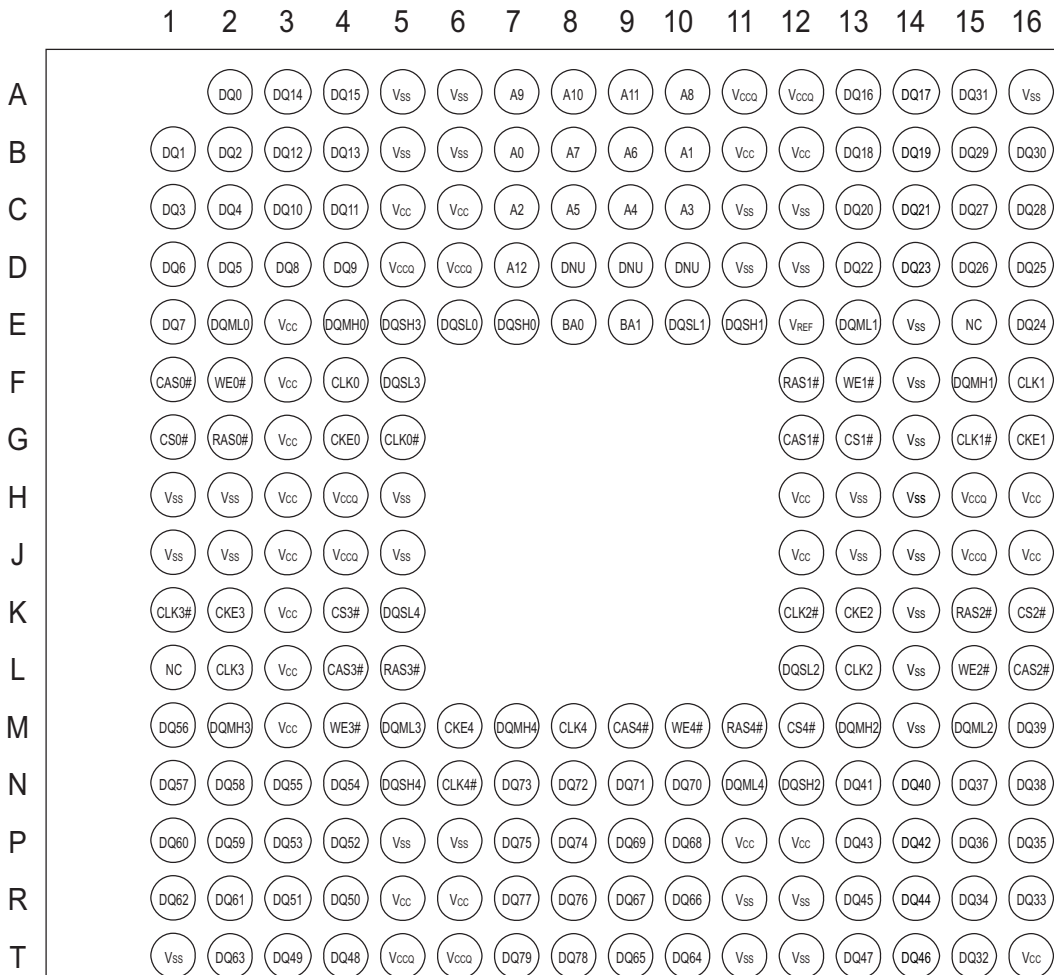 1 2 3 4 5 6 7 8 9 10 11 12 13 14 15 16
A DQ0 DQ14 DQ15 VSS VSS A9 A10 A11 A8 VCCQ VCCQ DQ16 DQ17 DQ31 VSS
B DQ1 DQ2 DQ12 DQ13 VSS VSS A0 A7 A6 A1 VCC VCC DQ18 DQ19 DQ29 DQ30
C DQ3 DQ4 DQ10 DQ11 VCC VCC A2 A5 A4 A3 VSS VSS DQ20 DQ21 DQ27 DQ28
D DQ6 DQ5 DQ8 DQ9 VCCQ VCCQ A12 DNU DNU DNU VSS VSS DQ22 DQ23 DQ26 DQ25
E DQ7 DQML0 VCC DQMH0 DQSH3 DQSL0 DQSH0 BA0 BA1 DQSL1 DQSH1 VREF DQML1 VSS NC DQ24
F CAS0# WE0# VCC CLK0 DQSL3 RAS1# WE1# VSS DQMH1 CLK1
G CS0# RAS0# VCC CKE0 CLK0# CAS1# CS1# VSS CLK1# CKE1
H VSS VSS VCC VCCQ VSS VCC VSS VSS VCCQ VCC
J VSS VSS VCC VCCQ VSS VCC VSS VSS VCCQ VCC
K CLK3# CKE3 VCC CS3# DQSL4 CLK2# CKE2 VSS RAS2# CS2#
L NC CLK3 VCC CAS3# RAS3# DQSL2 CLK2 VSS WE2# CAS2#
M DQ56 DQMH3 VCC WE3# DQML3 CKE4 DQMH4 CLK4 CAS4# WE4# RAS4# CS4# DQMH2 VSS DQML2 DQ39
N DQ57 DQ58 DQ55 DQ54 DQSH4 CLK4# DQ73 DQ72 DQ71 DQ70 DQML4 DQSH2 DQ41 DQ40 DQ37 DQ38
P DQ60 DQ59 DQ53 DQ52 VSS VSS DQ75 DQ74 DQ69 DQ68 VCC VCC DQ43 DQ42 DQ36 DQ35
R DQ62 DQ61 DQ51 DQ50 VCC VCC DQ77 DQ76 DQ67 DQ66 VSS VSS DQ45 DQ44 DQ34 DQ33
T VSS DQ63 DQ49 DQ48 VCCQ VCCQ DQ79 DQ78 DQ65 DQ64 VSS VSS DQ47 DQ46 DQ32 VCC